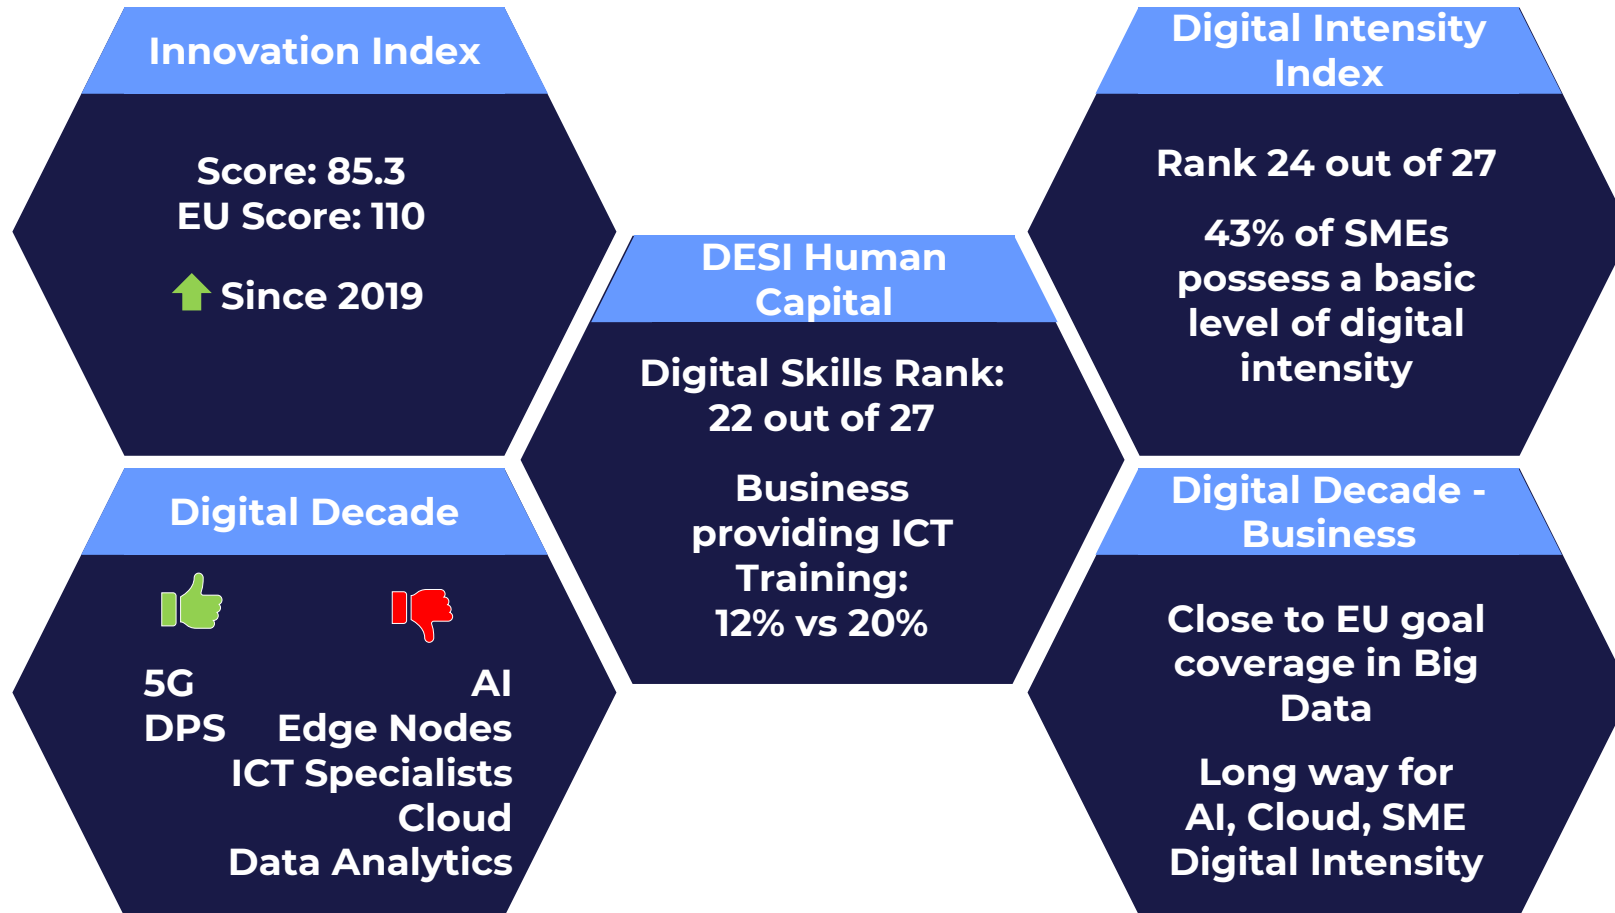 Innovation Index
Score: 85.3
EU Score: 110
Since 2019
Digital Decade
5G
DPS
AI
Edge Nodes
ICT Specialists
Cloud
Data Analytics
DESI Human
Capital
Digital Skills Rank:
22 out of 27
Business
providing ICT
Training:
12% vs 20%
Digital Intensity
Index
Rank 24 out of 27
43% of SMEs
possess a basic
level of digital
intensity
Digital Decade -
Business
Close to EU goal
coverage in Big
Data
Long way for
AI, Cloud, SME
Digital Intensity